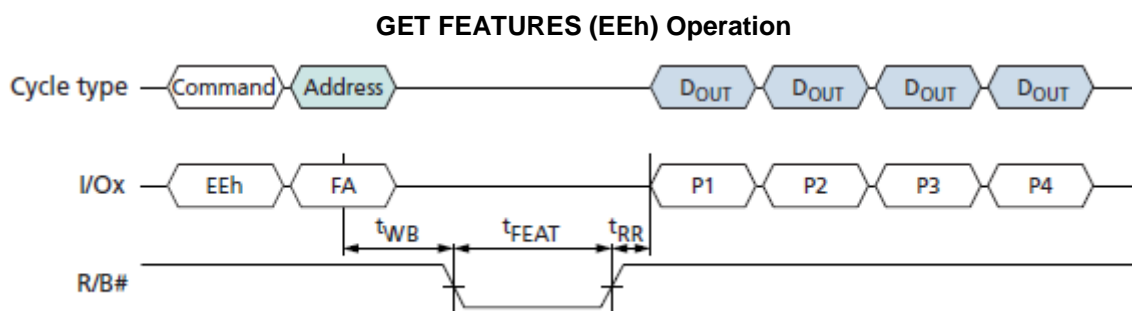 GET FEATURES (EEh) Operation
Cycle type Command Address DOUT DOUT DOUT DOUT
I/Ox EEh FA P1 P2 P3 P4
tWB tFEAT tRR
R/B#